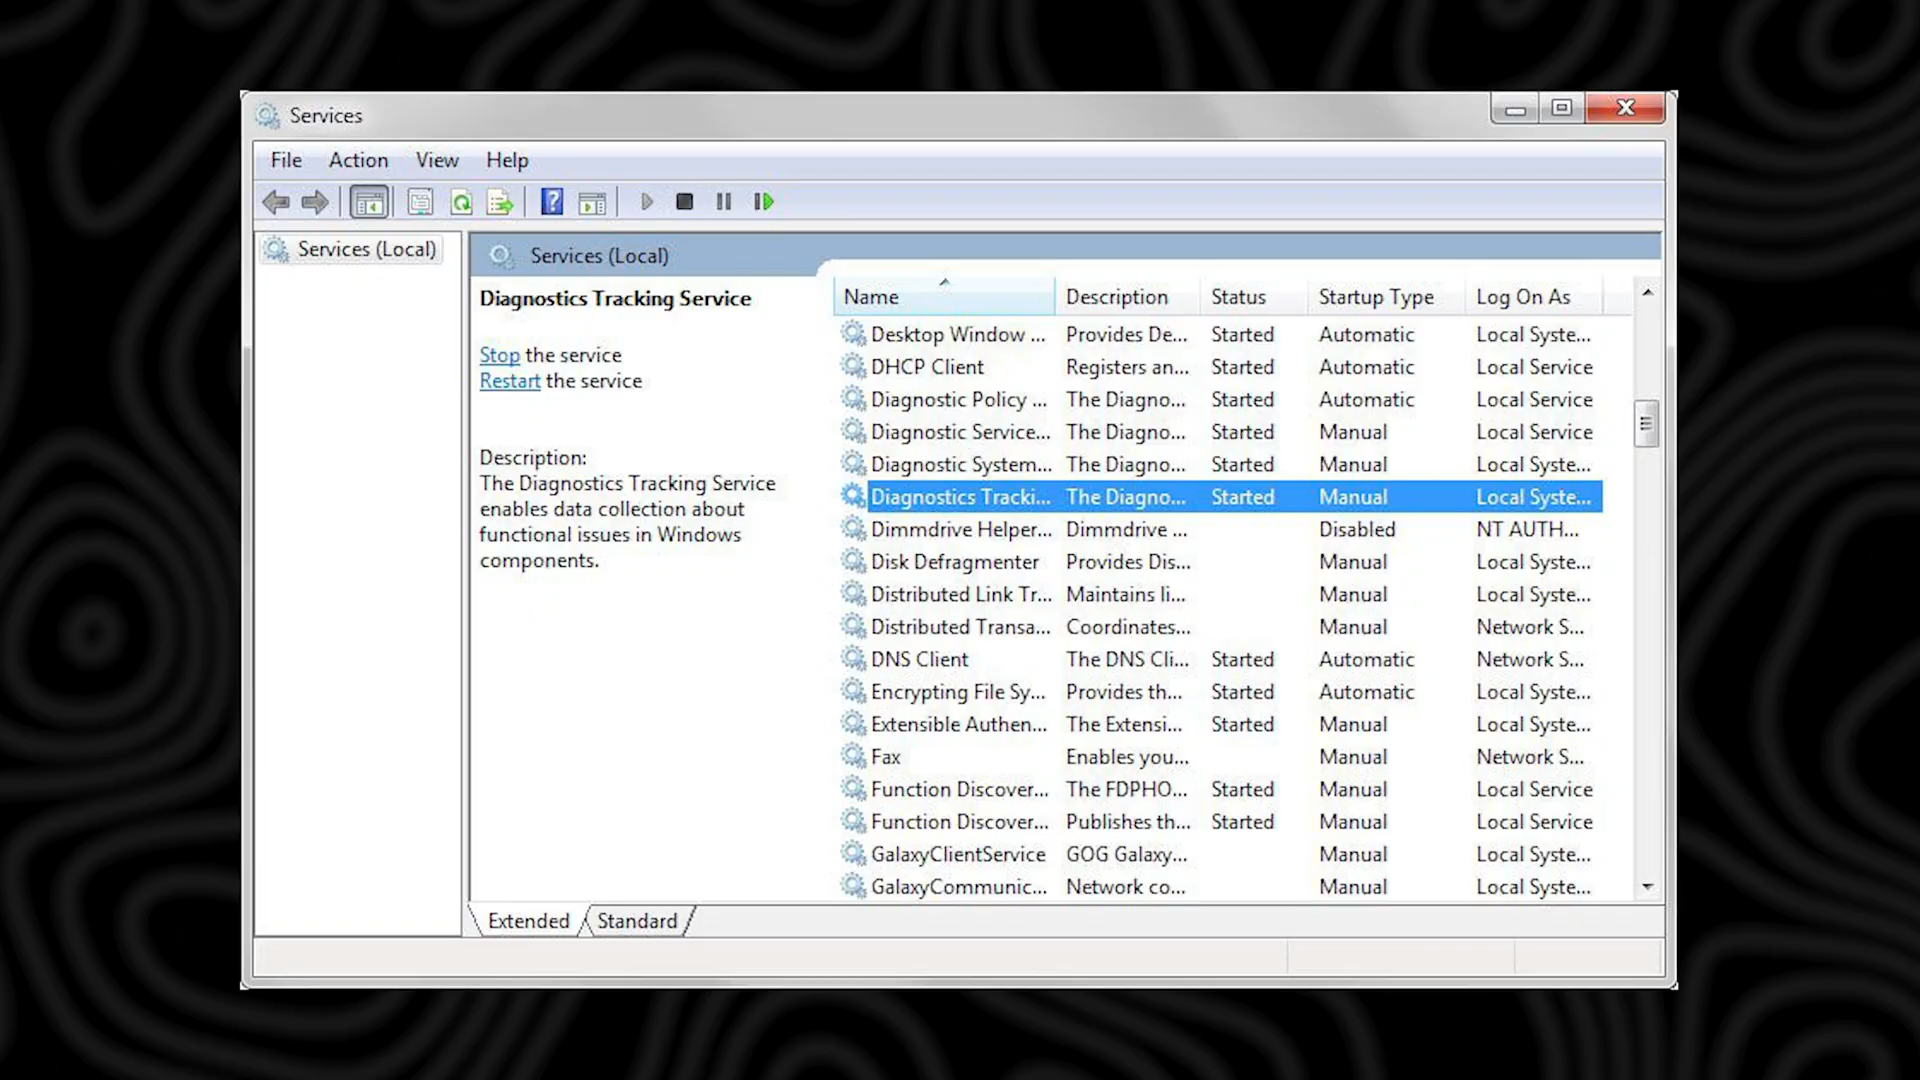 Services
File Action View Help
Services (Local)
Services (Local)
Diagnostics Tracking Service
Stop the service
Restart the service
Description:
The Diagnostics Tracking Service
enables data collection about
functional issues in Windows
components.
Name Description Status Startup Type Log On As
Desktop Window ... Provides De... Started Automatic Local Syste...
DHCP Client Registers an... Started Automatic Local Service
Diagnostic Policy ... The Diagno... Started Automatic Local Service
Diagnostic Service... The Diagno... Started Manual Local Service
Diagnostic System... The Diagno... Started Manual Local Syste...
Diagnostics Tracki... The Diagno... Started Manual Local Syste...
Dimmdrive Helper... Dimmdrive ... Disabled NT AUTH...
Disk Defragmenter Provides Dis... Manual Local Syste...
Distributed Link Tr... Maintains li... Manual Local Syste...
Distributed Transa... Coordinates... Manual Network S...
DNS Client The DNS Cli... Started Automatic Network S...
Encrypting File Sy... Provides th... Started Automatic Local Syste...
Extensible Authen... The Extensi... Started Manual Local Syste...
Fax Enables you... Manual Network S...
Function Discover... The FDPHO... Started Manual Local Service
Function Discover... Publishes th... Started Manual Local Service
GalaxyClientService GOG Galaxy... Manual Local Syste...
GalaxyCommunic... Network co... Manual Local Syste...
Extended Standard